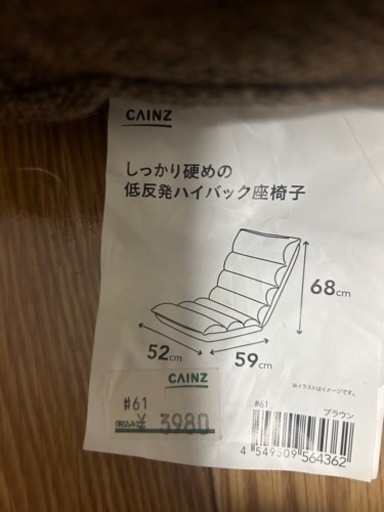 CAINZ
しっかり硬めの
低反発ハイバック座椅子
68cm
52cm
59cm
※イラストはイメージです。
CAINZ
#61
(税込み)¥ 3980
#61
ブラウン
4 549509 564362